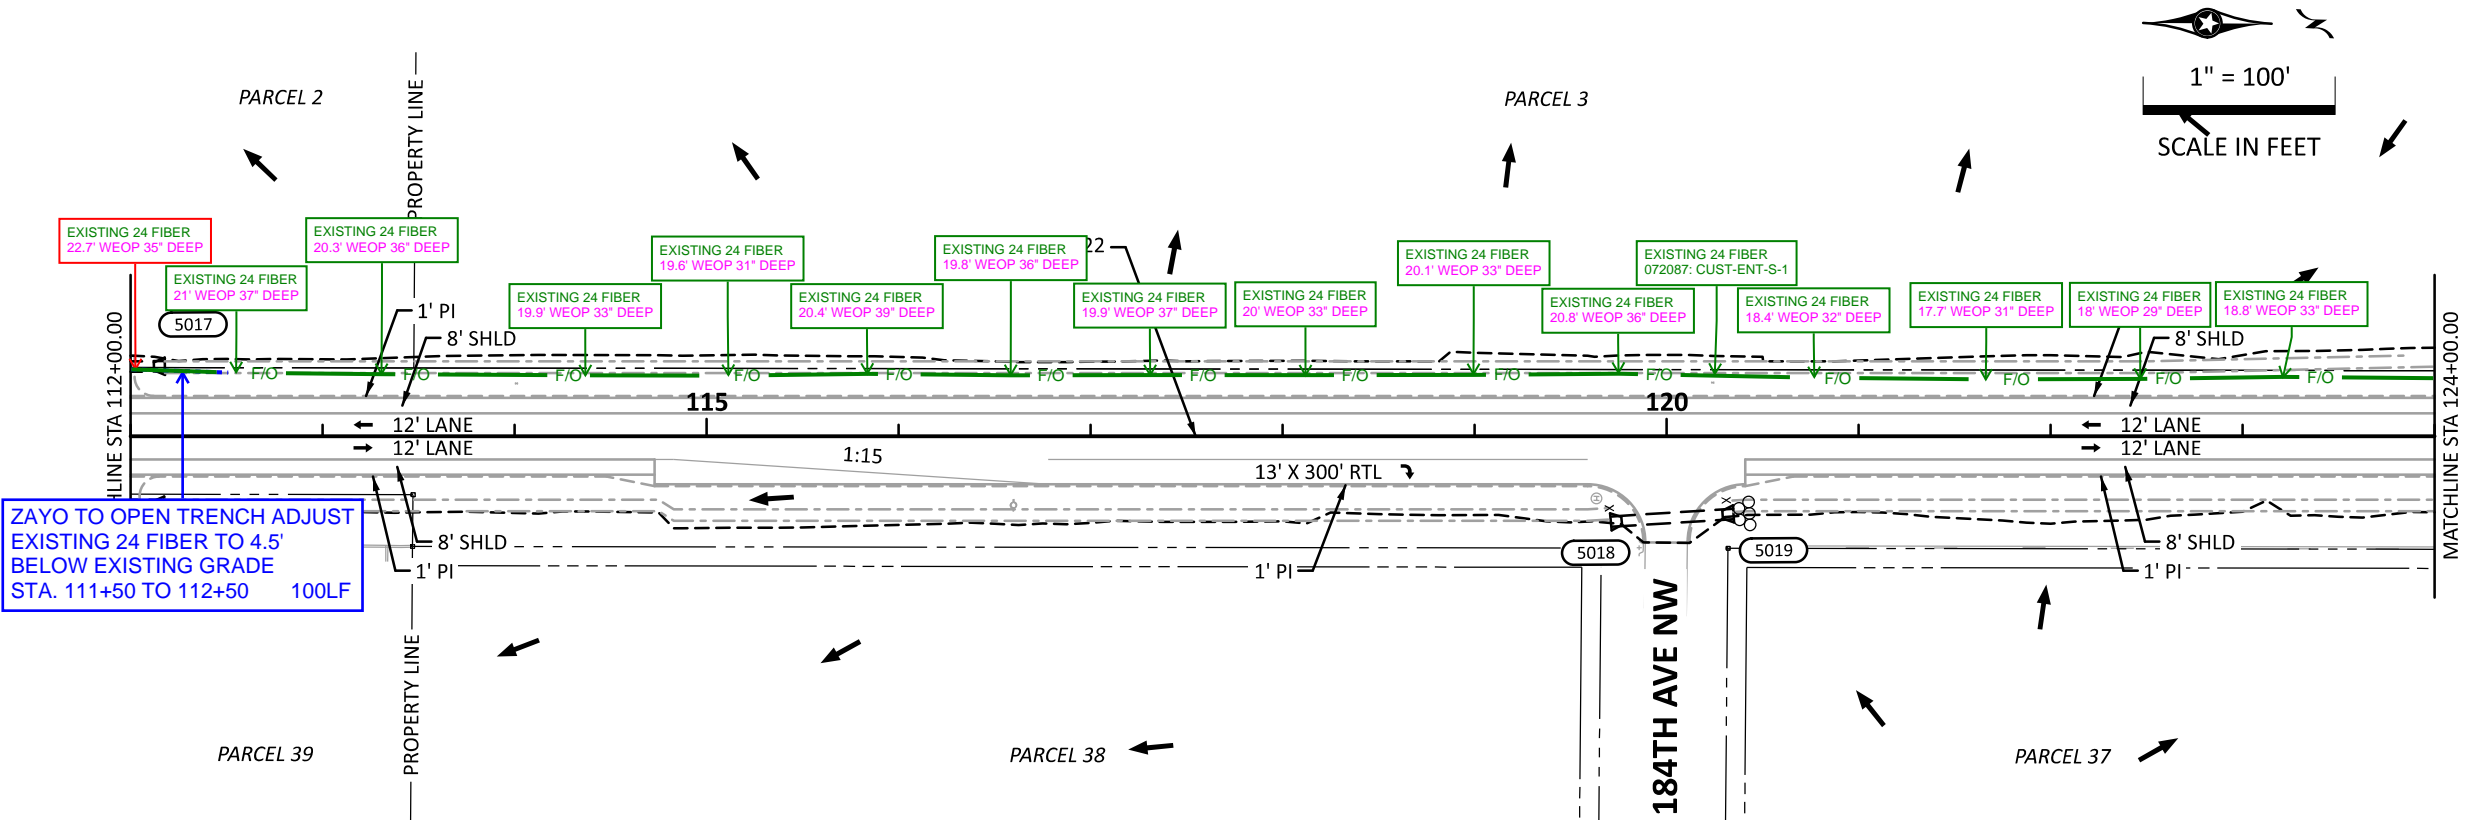 1" = 100'
SCALE IN FEET
PARCEL 2
PROPERTY LINE
PARCEL 3
EXISTING 24 FIBER
22.7' WEOP 35" DEEP
EXISTING 24 FIBER
21' WEOP 37" DEEP
EXISTING 24 FIBER
20.3' WEOP 36" DEEP
EXISTING 24 FIBER
19.9' WEOP 33" DEEP
EXISTING 24 FIBER
19.6' WEOP 31" DEEP
EXISTING 24 FIBER
20.4' WEOP 39" DEEP
EXISTING 24 FIBER
19.8' WEOP 36" DEEP
22
EXISTING 24 FIBER
19.9' WEOP 37" DEEP
EXISTING 24 FIBER
20' WEOP 33" DEEP
EXISTING 24 FIBER
20.1' WEOP 33" DEEP
EXISTING 24 FIBER
20.8' WEOP 36" DEEP
EXISTING 24 FIBER
072087: CUST-ENT-S-1
EXISTING 24 FIBER
18.4' WEOP 32" DEEP
EXISTING 24 FIBER
17.7' WEOP 31" DEEP
EXISTING 24 FIBER
18' WEOP 29" DEEP
EXISTING 24 FIBER
18.8' WEOP 33" DEEP
5017
1' PI
8' SHLD
8' SHLD
F/O
F/O
F/O
F/O
F/O
F/O
F/O
F/O
F/O
F/O
F/O
F/O
F/O
F/O
115
120
HLINE STA 112+00.00
MATCHLINE STA 124+00.00
12' LANE
12' LANE
12' LANE
12' LANE
1:15
13' X 300' RTL
ZAYO TO OPEN TRENCH ADJUST
EXISTING 24 FIBER TO 4.5'
BELOW EXISTING GRADE
STA. 111+50 TO 112+50 100LF
8' SHLD
1' PI
1' PI
5018
5019
8' SHLD
1' PI
H
X
X
184TH AVE NW
PROPERTY LINE
PARCEL 39
PARCEL 38
PARCEL 37